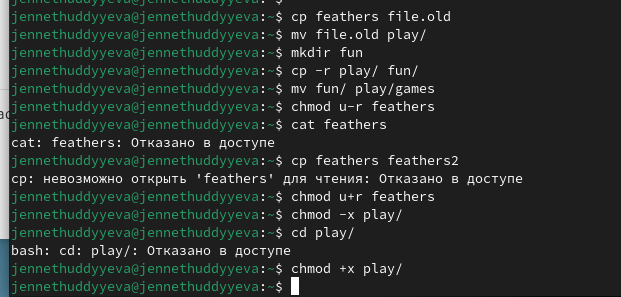 jennethuddyyeva@jennethuddyyeva:~$ cp feathers file.old
jennethuddyyeva@jennethuddyyeva:~$ mv file.old play/
jennethuddyyeva@jennethuddyyeva:~$ mkdir fun
jennethuddyyeva@jennethuddyyeva:~$ cp -r play/ fun/
jennethuddyyeva@jennethuddyyeva:~$ mv fun/ play/games
jennethuddyyeva@jennethuddyyeva:~$ chmod u-r feathers
jennethuddyyeva@jennethuddyyeva:~$ cat feathers
cat: feathers: Отказано в доступе
jennethuddyyeva@jennethuddyyeva:~$ cp feathers feathers2
cp: невозможно открыть 'feathers' для чтения: Отказано в доступе
jennethuddyyeva@jennethuddyyeva:~$ chmod u+r feathers
jennethuddyyeva@jennethuddyyeva:~$ chmod -x play/
jennethuddyyeva@jennethuddyyeva:~$ cd play/
bash: cd: play/: Отказано в доступе
jennethuddyyeva@jennethuddyyeva:~$ chmod +x play/
jennethuddyyeva@jennethuddyyeva:~$